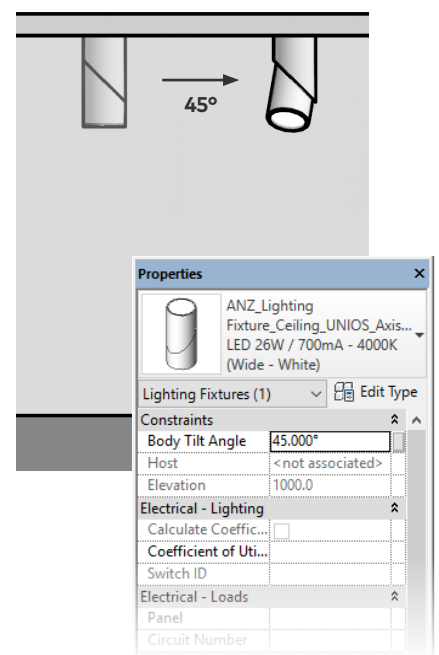 45°
Properties
ANZ_Lighting
Fixture_Ceiling_UNIOS_Axis...
LED 26W / 700mA - 4000K
(Wide - White)
Lighting Fixtures (1)
Edit Type
Constraints
Body Tilt Angle 45.000°
Host <not associated>
Elevation 1000.0
Electrical - Lighting
Calculate Coeffic...
Coefficient of Uti...
Switch ID
Electrical - Loads
Panel
Circuit Number